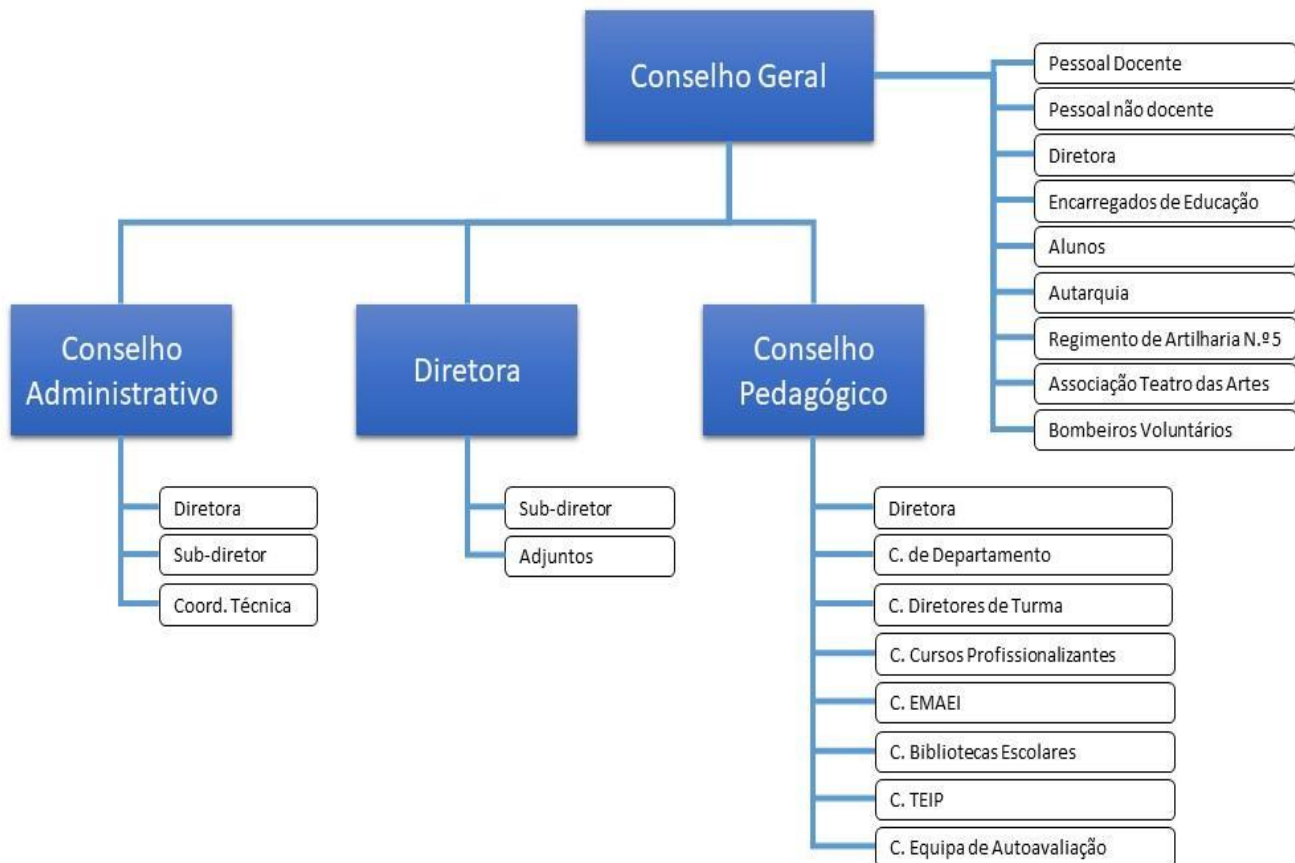 Conselho Geral
Pessoal Docente
Pessoal não docente
Diretora
Encarregados de Educação
Alunos
Autarquia
Regimento de Artilharia N.º 5
Associação Teatro das Artes
Bombeiros Voluntários
Conselho
Administrativo
Diretora
Sub-diretor
Coord. Técnica
Diretora
Sub-diretor
Adjuntos
Conselho
Pedagógico
Diretora
C. de Departamento
C. Diretores de Turma
C. Cursos Profissionalizantes
C. EMAEI
C. Bibliotecas Escolares
C. TEIP
C. Equipa de Autoavaliação